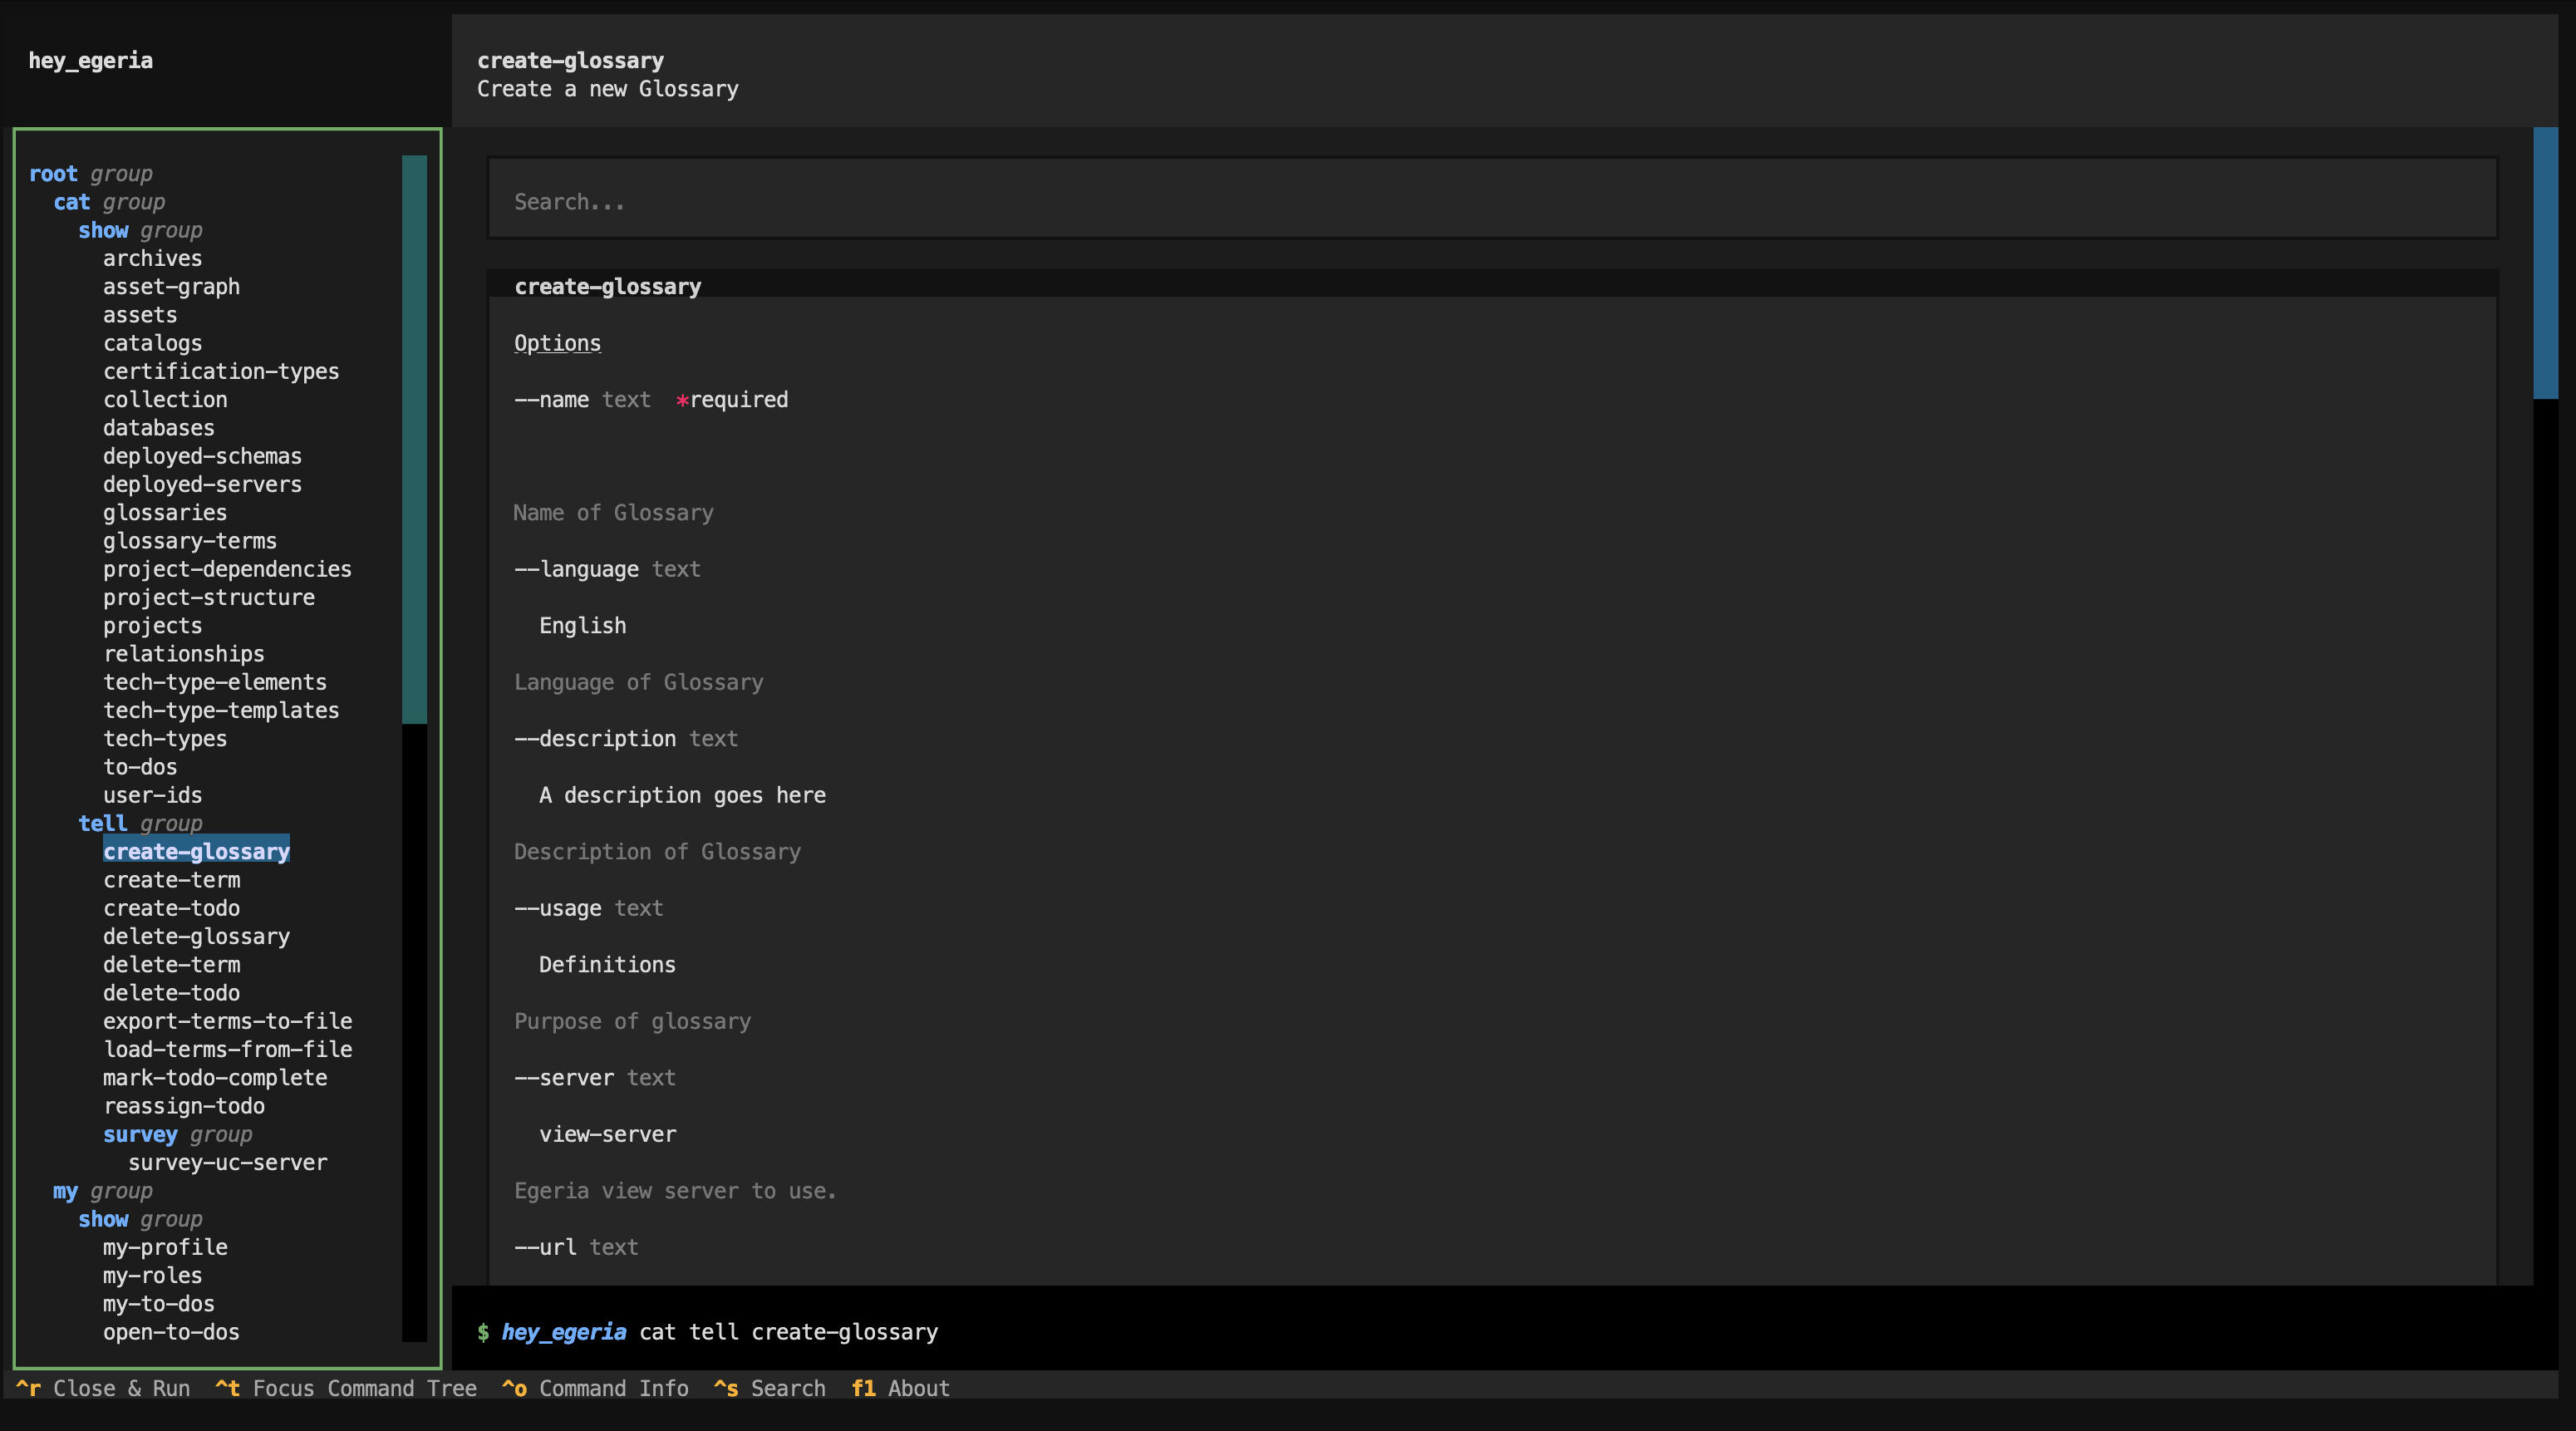 hey_egeria
create-glossary
Create a new Glossary
root group
cat group
show group
archives
asset-graph
assets
catalogs
certification-types
collection
databases
deployed-schemas
deployed-servers
glossaries
glossary-terms
project-dependencies
project-structure
projects
relationships
tech-type-elements
tech-type-templates
tech-types
to-dos
user-ids
tell group
create-glossary
create-term
create-todo
delete-glossary
delete-term
delete-todo
export-terms-to-file
load-terms-from-file
mark-todo-complete
reassign-todo
survey group
survey-uc-server
my group
show group
my-profile
my-roles
my-to-dos
open-to-dos
Search...
create-glossary
Options
--name text *required
Name of Glossary
--language text
English
Language of Glossary
--description text
A description goes here
Description of Glossary
--usage text
Definitions
Purpose of glossary
--server text
view-server
Egeria view server to use.
--url text
$ hey_egeria cat tell create-glossary
^r Close & Run ^t Focus Command Tree ^o Command Info ^s Search f1 About